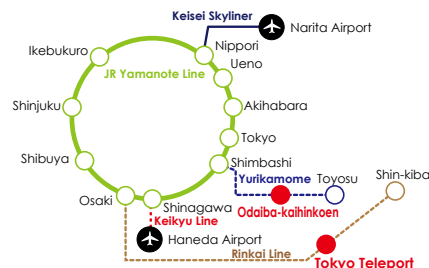 Keisei Skyliner
Narita Airport
Nippori
Ikebukuro
Ueno
JR Yamanote Line
Shinjuku
Akihabara
Tokyo
Shibuya
Shimbashi
Yurikamome
Toyosu
Shin-kiba
Osaki
Shinagawa
Odaiba-kaihinkoen
Keikyu Line
Haneda Airport
Rinkai Line
Tokyo Teleport